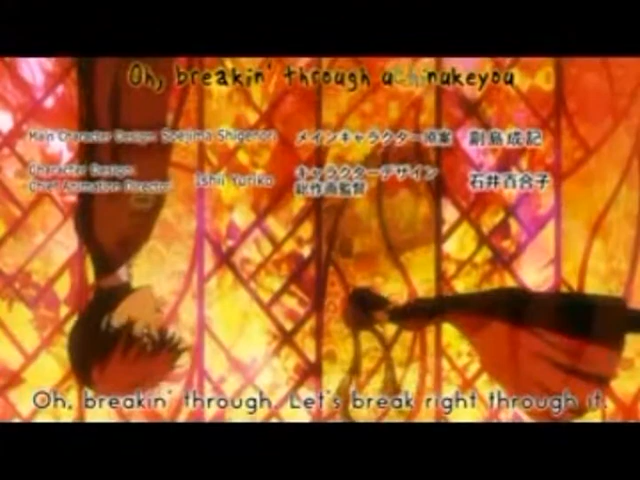 Oh, breakin' through uchinukeyou
Main Character Design Soejima Shigenori メインキャラクター原案 副島成記
Character Design キャラクターデザイン
Chief Animation Director Ishii Yuriko 総作画監督 石井百合子
Oh, breakin' through. Let's break right through it.